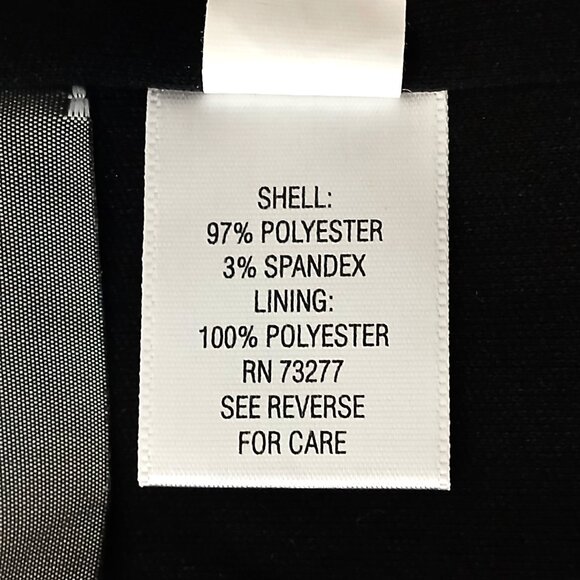 SHELL:
97% POLYESTER
3% SPANDEX
LINING:
100% POLYESTER
RN 73277
SEE REVERSE
FOR CARE